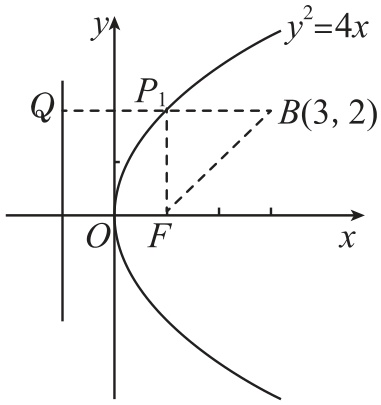 y
y²=4x
Q
P₁
B(3, 2)
O
F
x